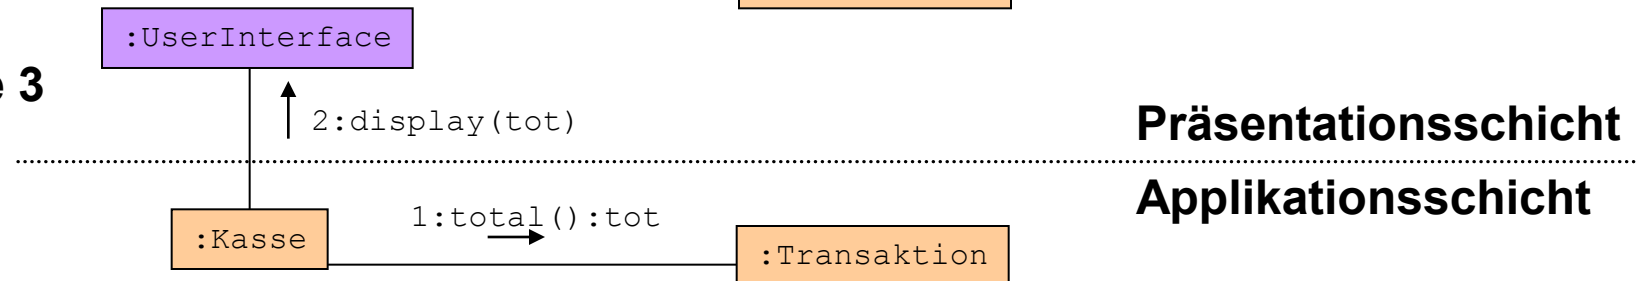 :UserInterface
e 3
2:display(tot)
Präsentationsschicht
Applikationsschicht
1:total():tot
:Kasse
:Transaktion